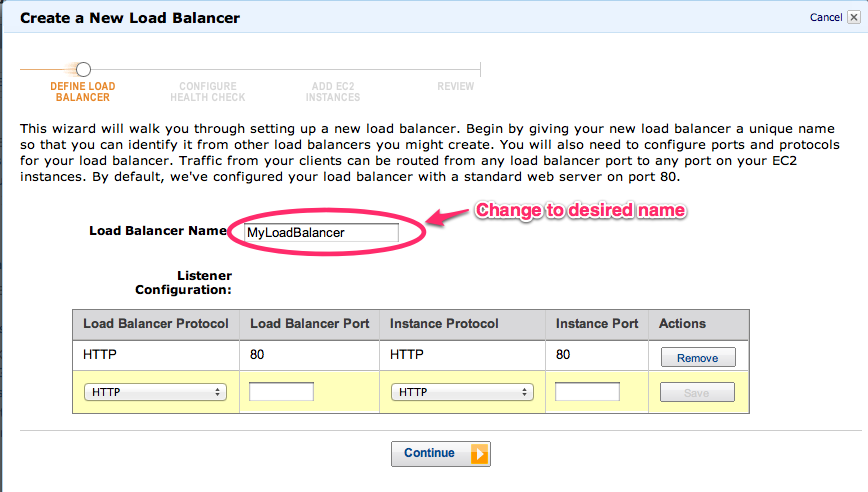 Create a New Load Balancer
Cancel
DEFINE LOAD
BALANCER
CONFIGURE
HEALTH CHECK
ADD EC2
INSTANCES
REVIEW
This wizard will walk you through setting up a new load balancer. Begin by giving your new load balancer a unique name
so that you can identify it from other load balancers you might create. You will also need to configure ports and protocols
for your load balancer. Traffic from your clients can be routed from any load balancer port to any port on your EC2
instances. By default, we've configured your load balancer with a standard web server on port 80.
Change to desired name
Load Balancer Name MyLoadBalancer
Listener
Configuration:
Load Balancer Protocol Load Balancer Port Instance Protocol Instance Port Actions
HTTP 80 HTTP 80 Remove
HTTP HTTP Save
Continue